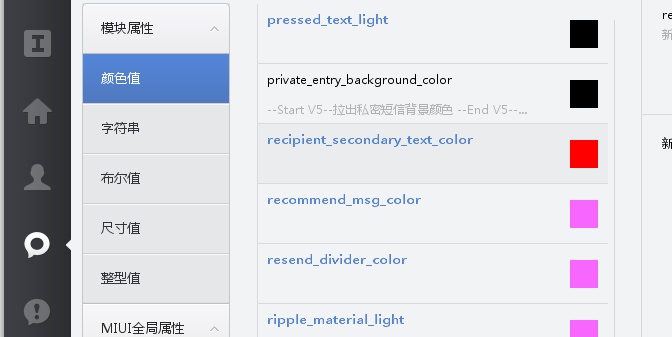 模块属性
颜色值
字符串
布尔值
尺寸值
整型值
MIUI全局属性
pressed_text_light
private_entry_background_color
--Start V5--拉出私密短信背景颜色 --End V5--...
recipient_secondary_text_color
recommend_msg_color
resend_divider_color
ripple_material_light
re
新
新